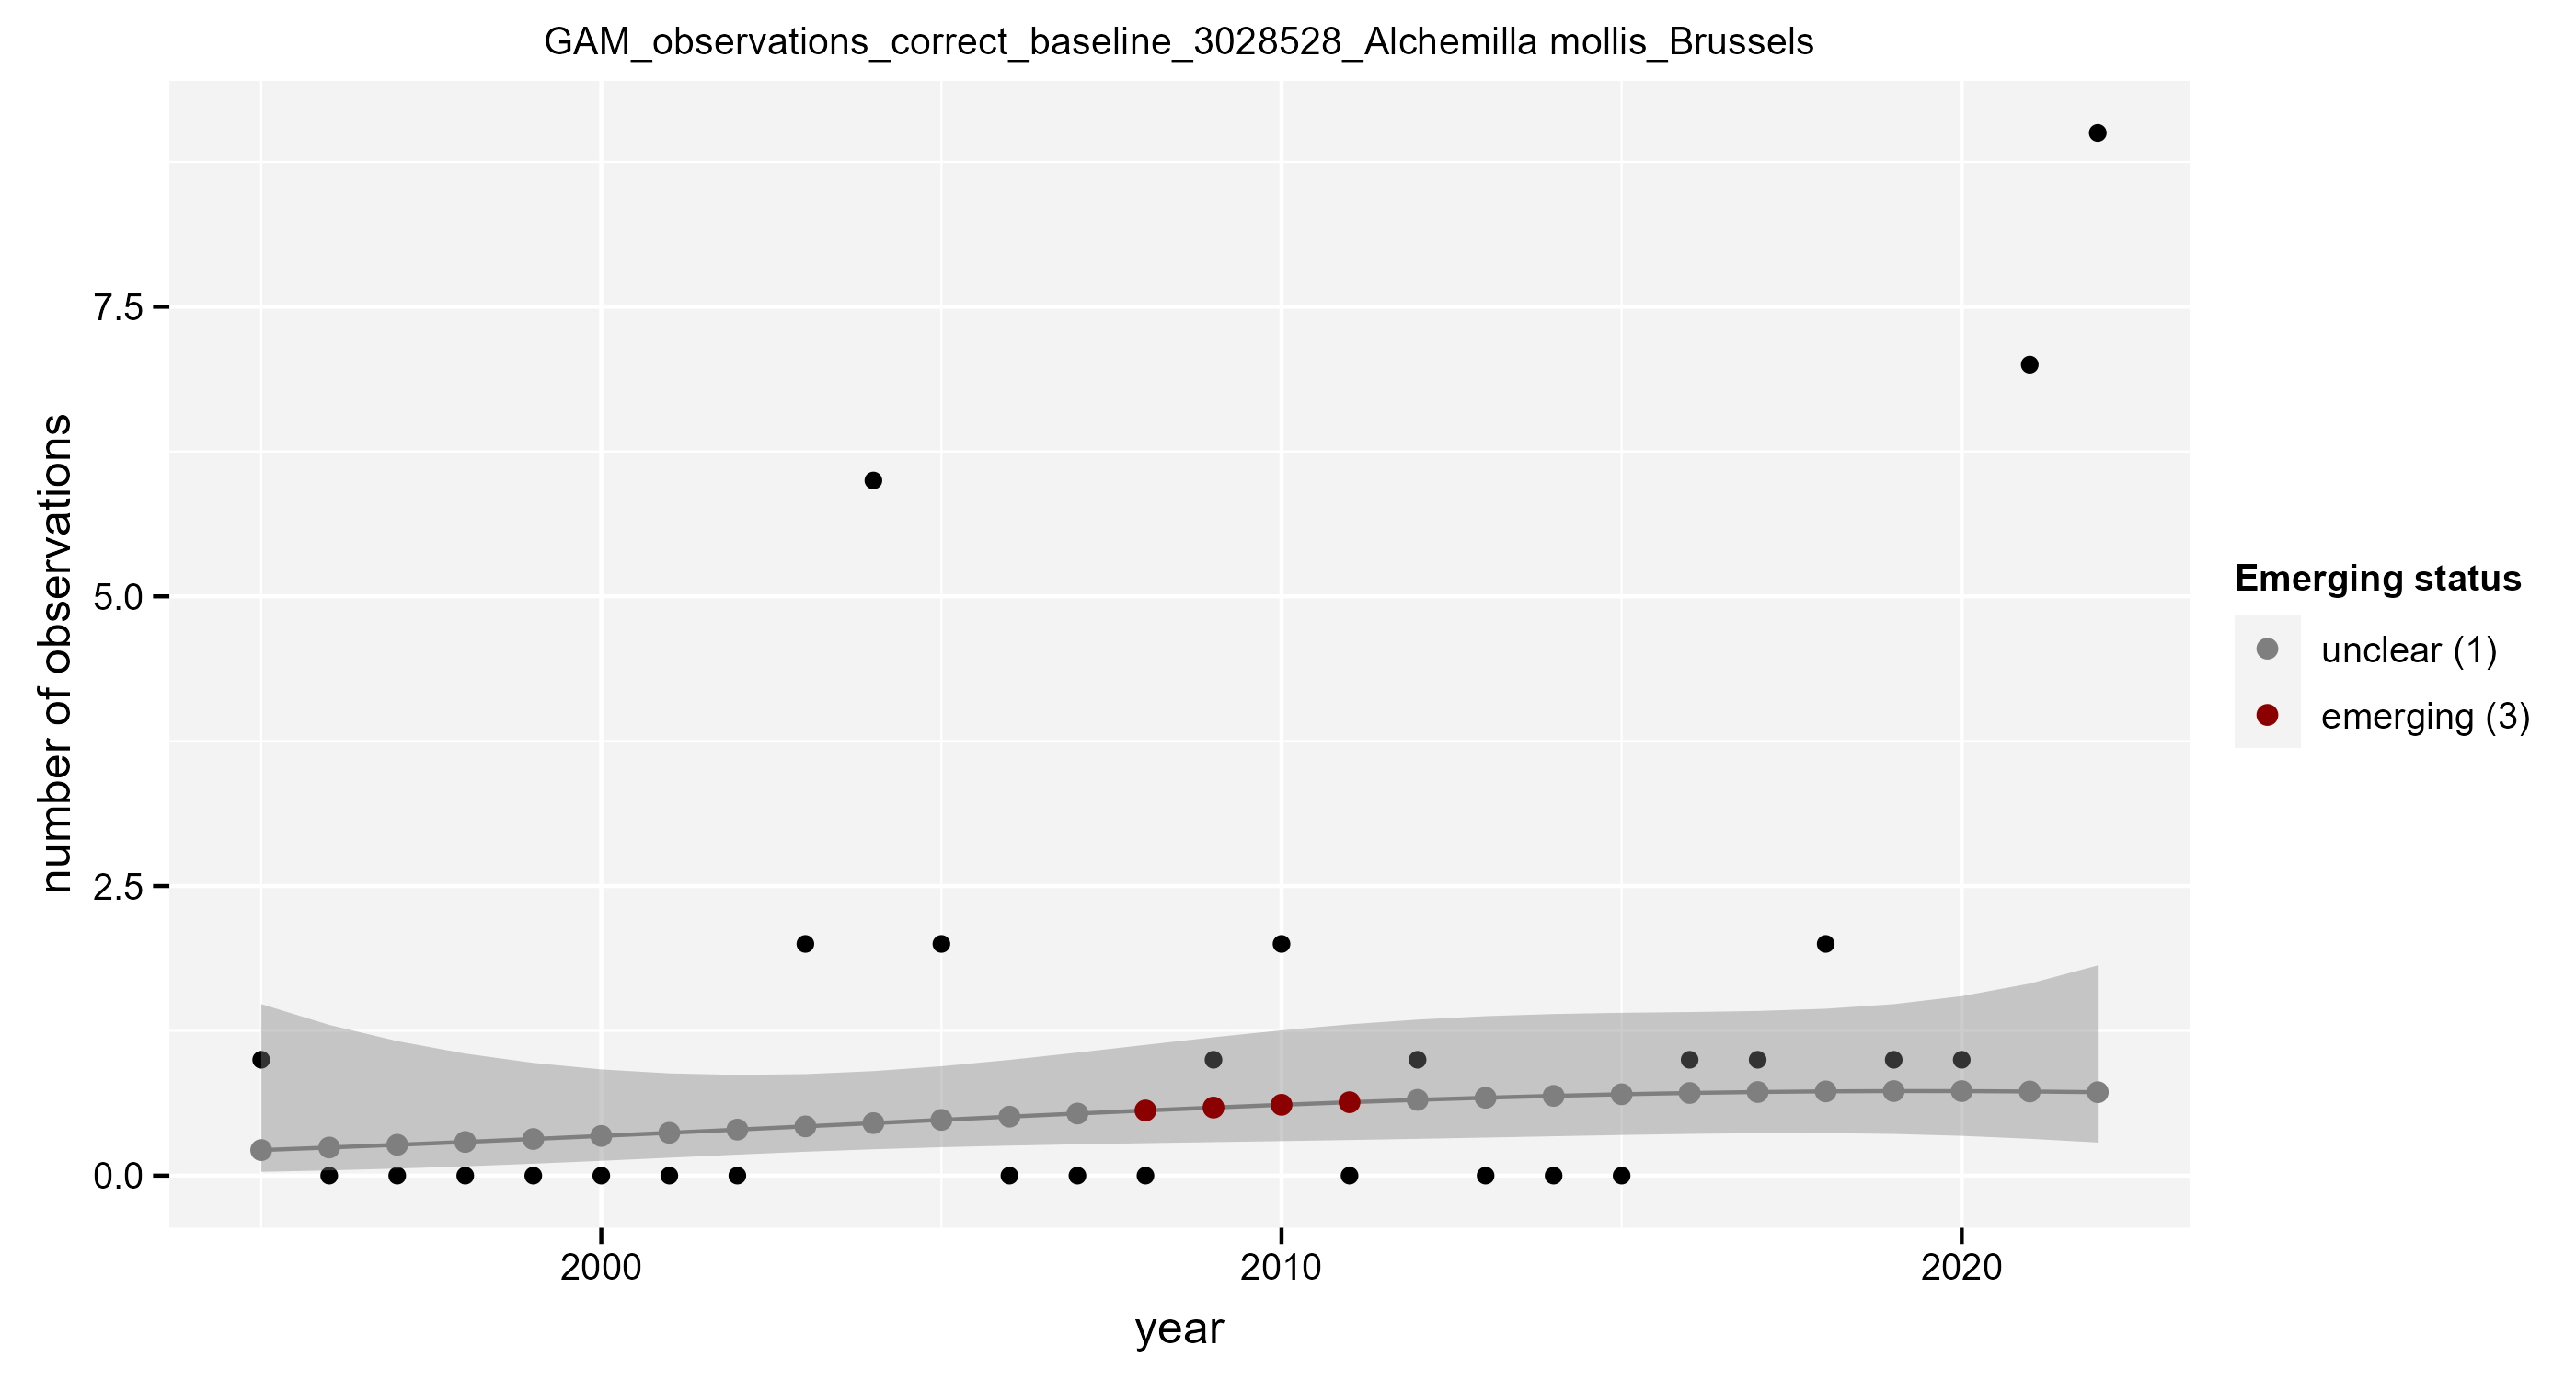 GAM_observations_correct_baseline_3028528_Alchemilla mollis_Brussels
number of observations
7.5
5.0
2.5
0.0
2000
2010
2020
year
Emerging status
unclear (1)
emerging (3)